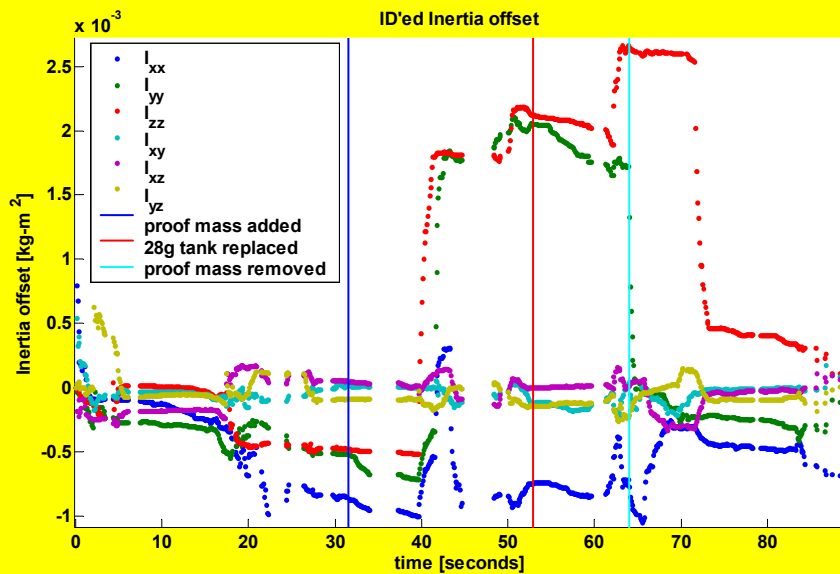 ID'ed Inertia offset
x 10⁻³
Inertia offset [kg-m²]
2.5
2
1.5
1
0.5
0
-0.5
-1
I_xx
I_yy
I_zz
I_xy
I_xz
I_yz
proof mass added
28g tank replaced
proof mass removed
0 10 20 30 40 50 60 70 80
time [seconds]